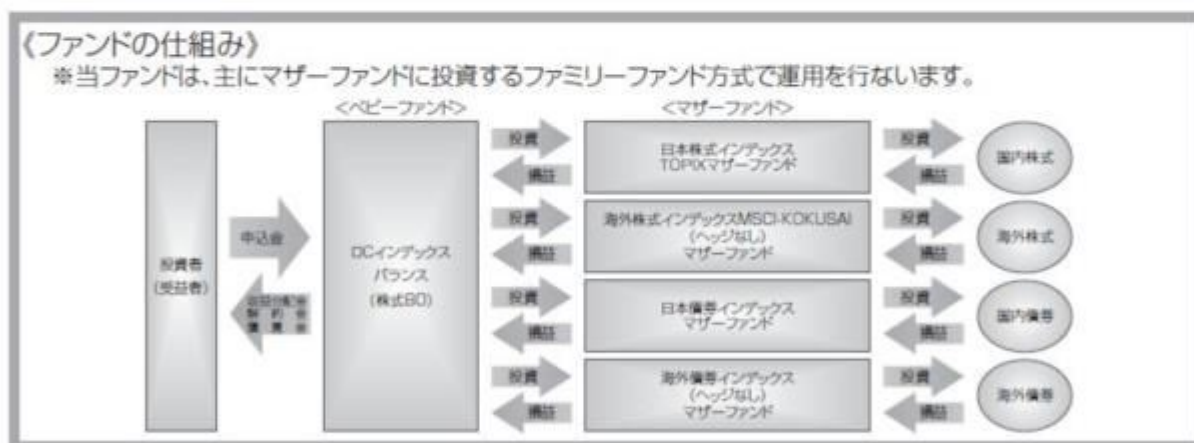 《ファンドの仕組み》
※当ファンドは、主にマザーファンドに投資するファミリーファンド方式で運用を行ないます。
<ベビーファンド>
<マザーファンド>
投資者
(受益者)
申込金
収益分配金
解約金
償還金
DCインデックス
バランス
(株式80)
投資
損益
日本株式インデックス
TOPIXマザーファンド
投資
損益
国内株式
投資
損益
海外株式インデックスMSCI-KOKUSAI
(ヘッジなし)
マザーファンド
投資
損益
海外株式
投資
損益
日本債券インデックス
マザーファンド
投資
損益
国内債券
投資
損益
海外債券インデックス
(ヘッジなし)
マザーファンド
投資
損益
海外債券